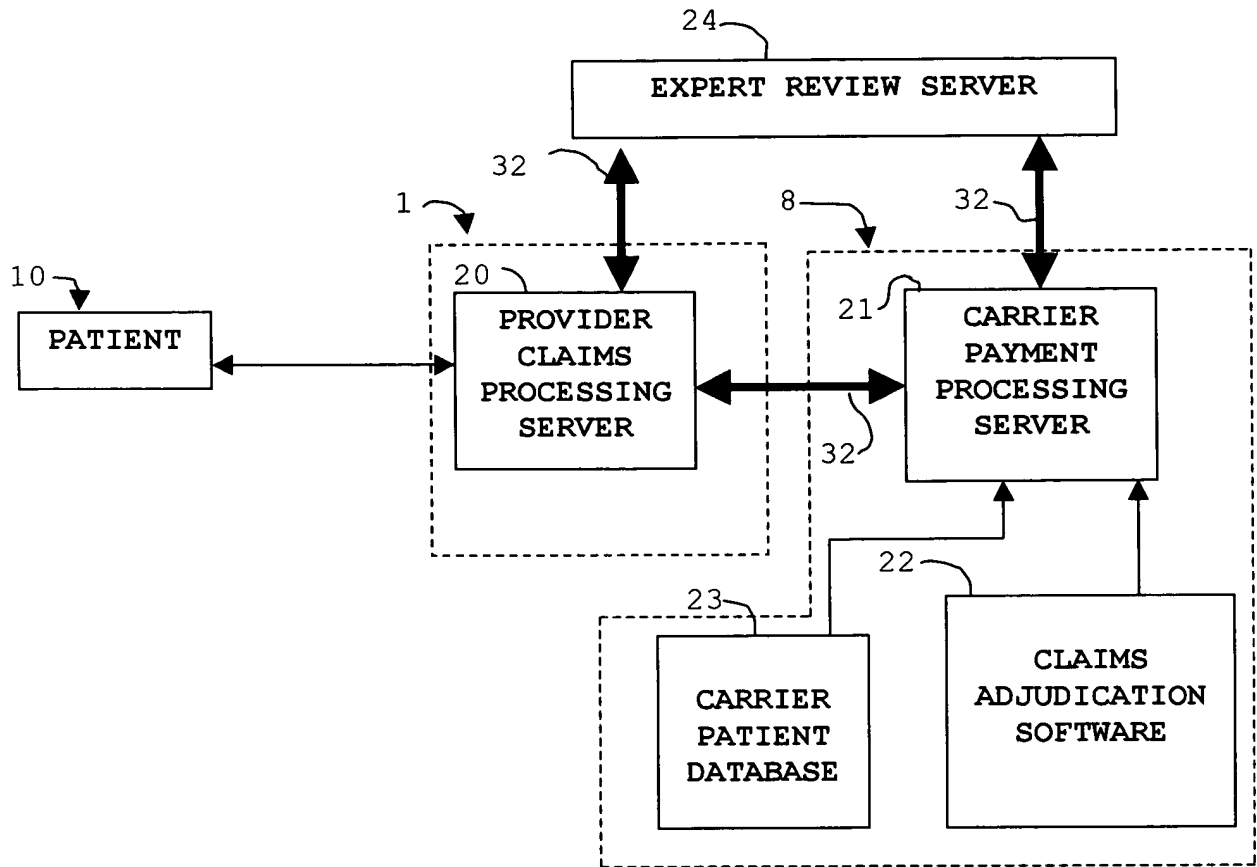 24
EXPERT REVIEW SERVER
32
1
8
32
10
20
21
PATIENT
PROVIDER
CLAIMS
PROCESSING
SERVER
CARRIER
PAYMENT
PROCESSING
SERVER
32
22
23
CARRIER
PATIENT
DATABASE
CLAIMS
ADJUDICATION
SOFTWARE